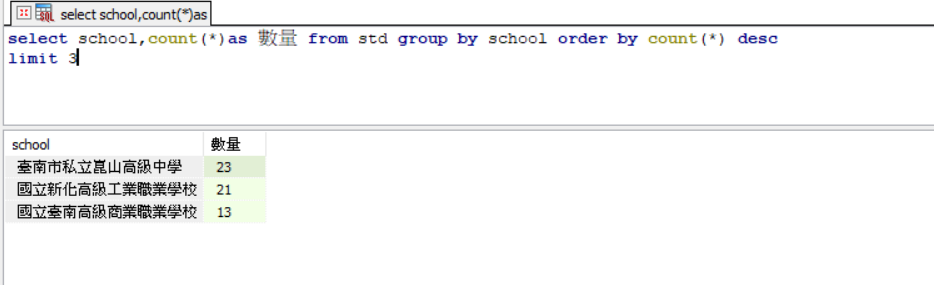 select school,count(*)as
select school,count(*)as 數量 from std group by school order by count(*) desc
limit 3
school 數量
臺南市私立崑山高級中學 23
國立新化高級工業職業學校 21
國立臺南高級商業職業學校 13